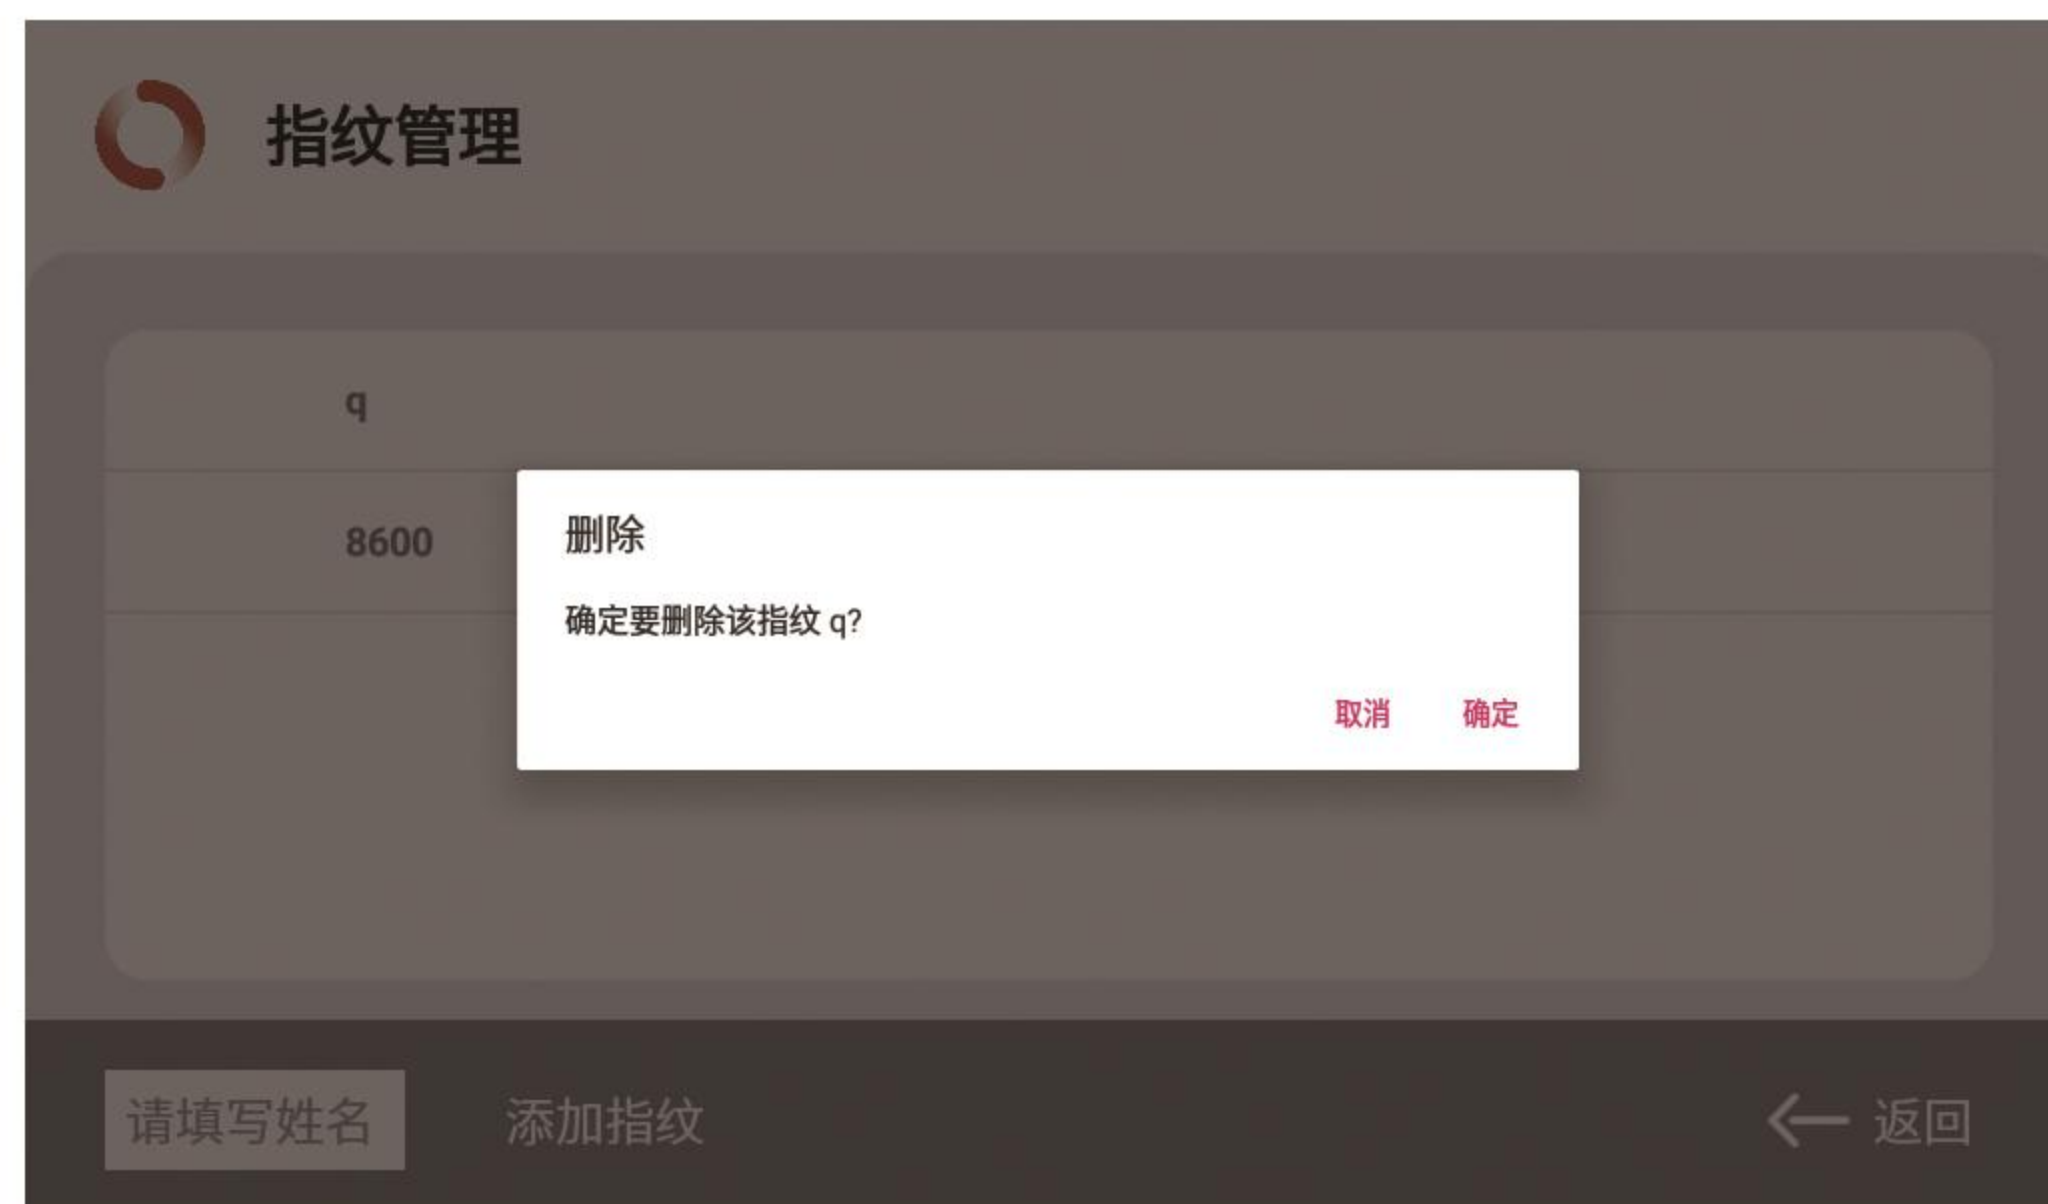 指纹管理
q
8600
删除
确定要删除该指纹 q?
取消 确定
请填写姓名 添加指纹 返回